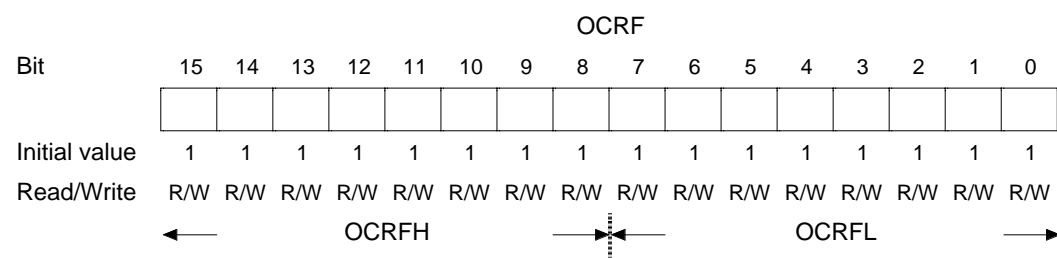 OCRF
Bit 15 14 13 12 11 10 9 8 7 6 5 4 3 2 1 0
Initial value 1 1 1 1 1 1 1 1 1 1 1 1 1 1 1 1
Read/Write R/W R/W R/W R/W R/W R/W R/W R/W R/W R/W R/W R/W R/W R/W R/W R/W
OCRFH OCRFL